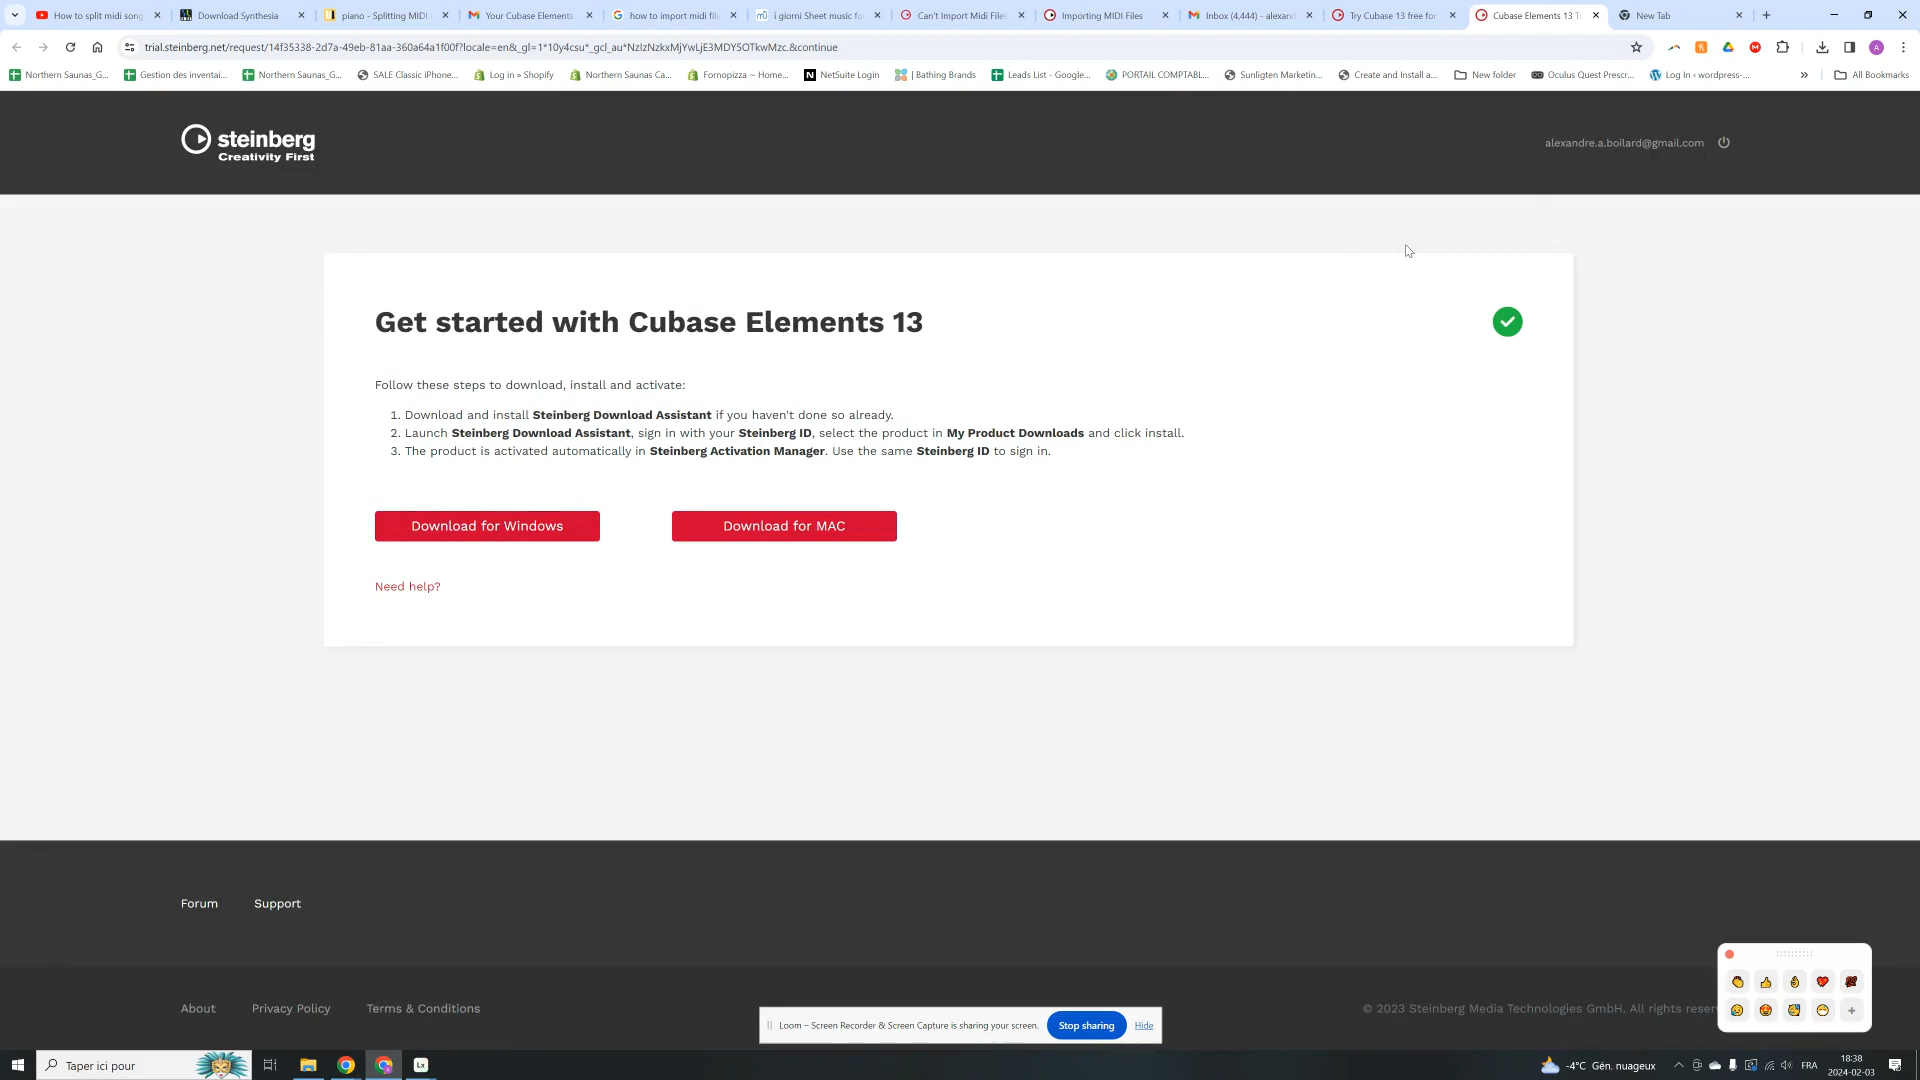 How to split midi song
Download Synthesia
piano - Splitting MIDI
Your Cubase Elements
how to import midi file
i giorni Sheet music fo
Can't Import Midi Files
Importing MIDI Files
Inbox (4,444) - alexand
Try Cubase 13 free for
Cubase Elements 13 Tr
New Tab
trial.steinberg.net/request/14f35338-2d7a-49eb-81aa-360a64a1f00f?locale=en&_gl=1*10y4csu*_gcl_au*NzIzNzkxMjYwLjE3MDY5OTkwMzc.&continue
Northern Saunas_G...
Gestion des inventai...
Northern Saunas_G...
SALE Classic iPhone...
Log in » Shopify
Northern Saunas Ca...
Fornopizza ~ Home...
NetSuite Login
| Bathing Brands
Leads List - Google...
PORTAIL COMPTABL...
Sunligten Marketin...
Create and Install a...
New folder
Oculus Quest Prescr...
Log In ‹ wordpress-...
»
All Bookmarks
steinberg
Creativity First
alexandre.a.boilard@gmail.com
Get started with Cubase Elements 13
Follow these steps to download, install and activate:
1. Download and install Steinberg Download Assistant if you haven't done so already.
2. Launch Steinberg Download Assistant, sign in with your Steinberg ID, select the product in My Product Downloads and click install.
3. The product is activated automatically in Steinberg Activation Manager. Use the same Steinberg ID to sign in.
Download for Windows
Download for MAC
Need help?
Forum
Support
About
Privacy Policy
Terms & Conditions
© 2023 Steinberg Media Technologies GmbH. All rights reser
Loom – Screen Recorder & Screen Capture is sharing your screen.
Stop sharing
Hide
Taper ici pour
Lx
-4°C Gén. nuageux
FRA
18:38
2024-02-03